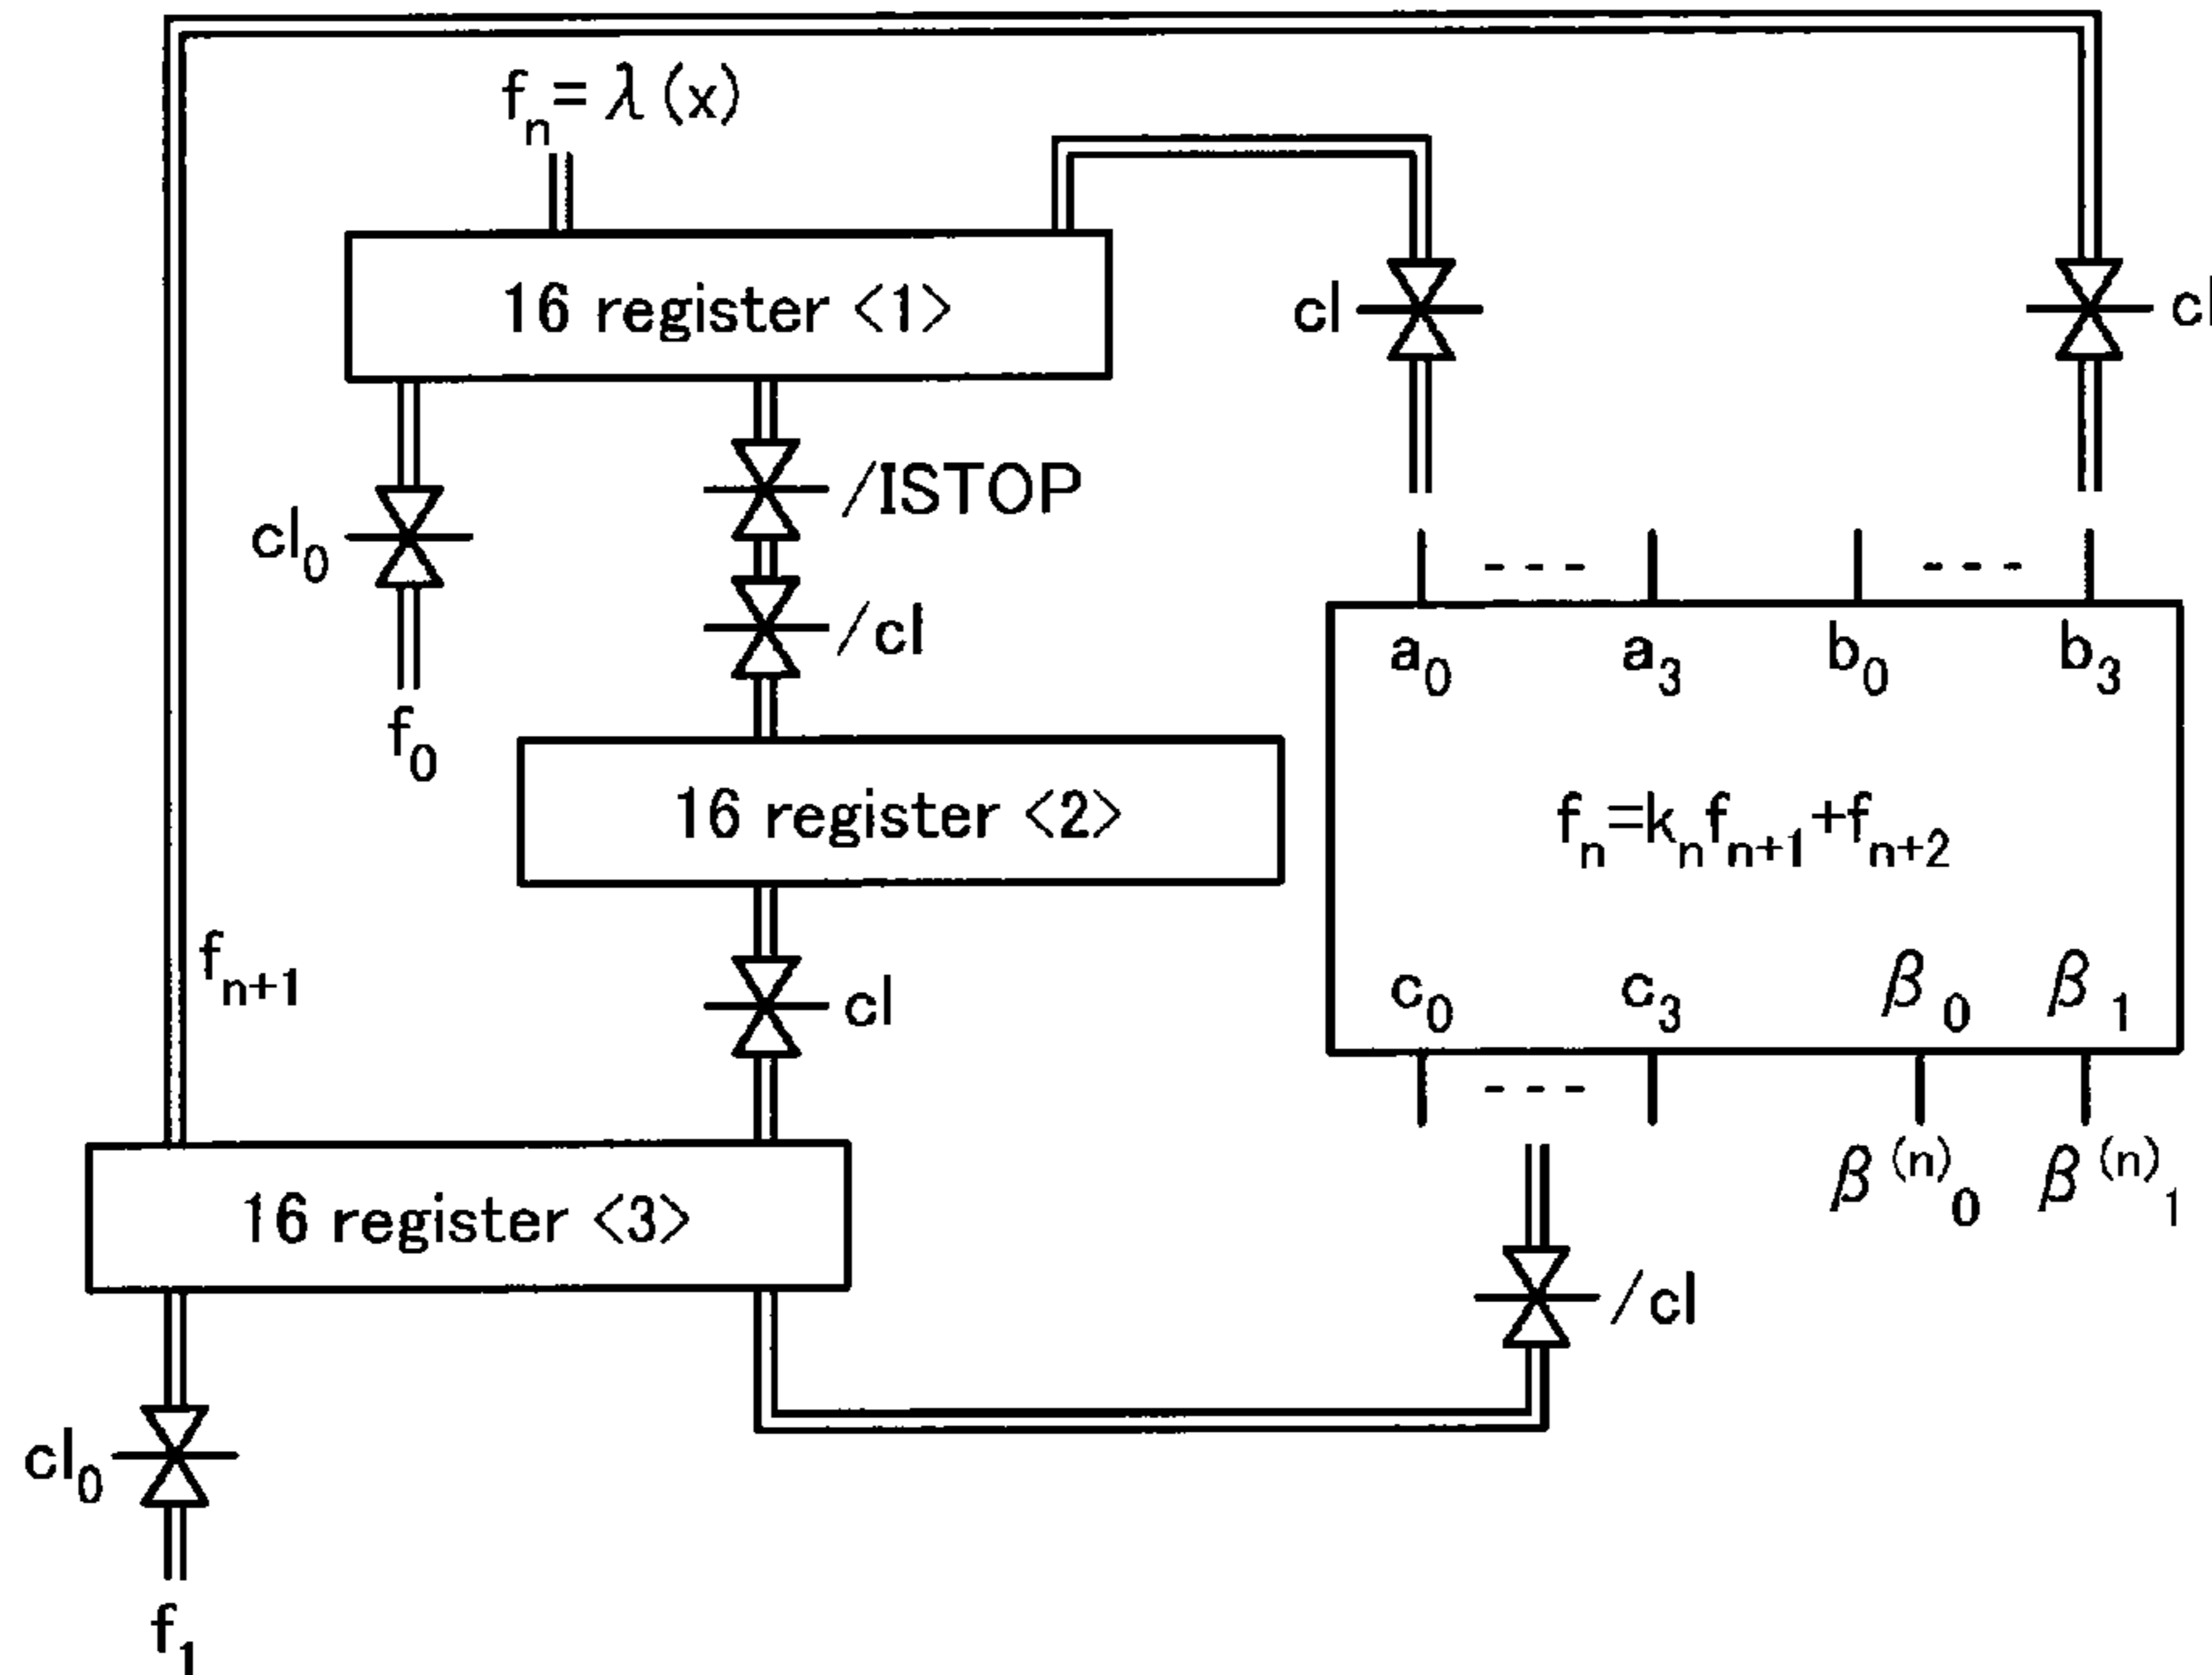 fₙ = λ (x)
16 register <1>
cl
cl
/ISTOP
cl₀
/cl
f₀
a₀ --- a₃ b₀ --- b₃
16 register <2>
fₙ=kₙfₙ₊₁+fₙ₊₂
fₙ₊₁
cl
c₀ c₃ β₀ β₁
---
β⁽ⁿ⁾₀ β⁽ⁿ⁾₁
16 register <3>
/cl
cl₀
f₁